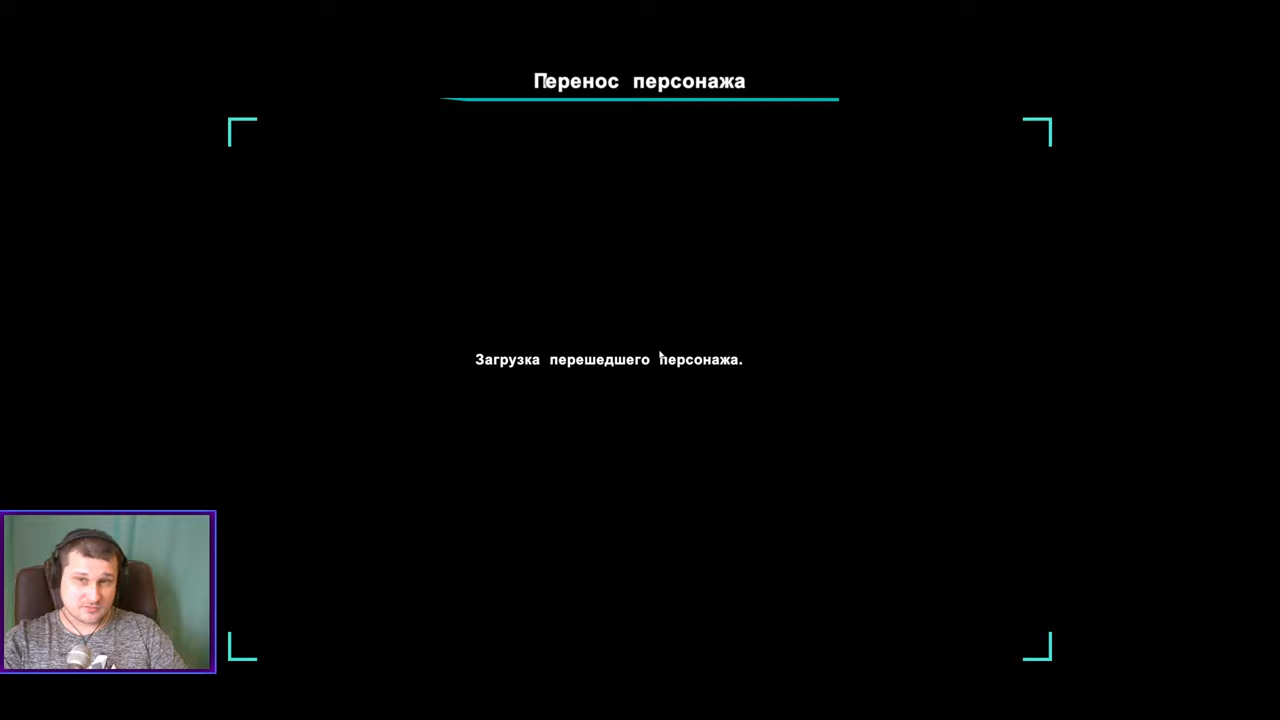 Перенос персонажа
Загрузка перешедшего персонажа.